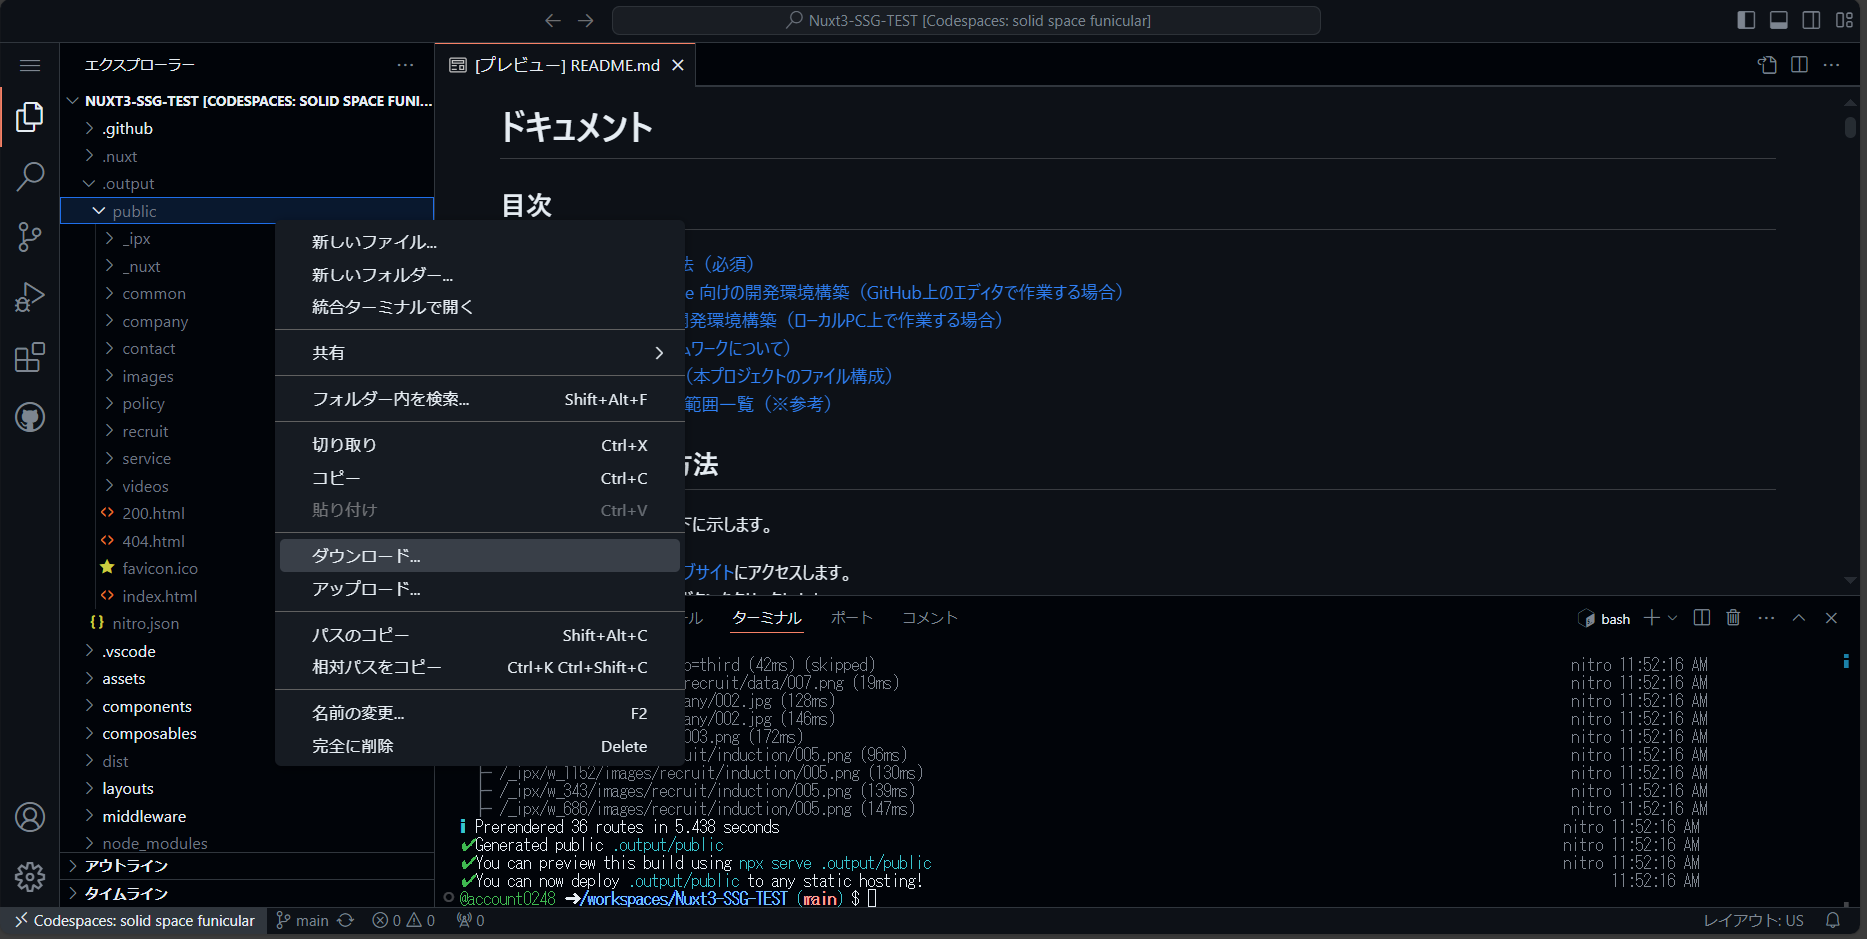 Nuxt3-SSG-TEST [Codespaces: solid space funicular]
エクスプローラー
NUXT3-SSG-TEST [CODESPACES: SOLID SPACE FUNI...
.github
.nuxt
.output
public
_ipx
_nuxt
common
company
contact
images
policy
recruit
service
videos
200.html
404.html
favicon.ico
index.html
nitro.json
.vscode
assets
components
composables
dist
layouts
middleware
node_modules
アウトライン
タイムライン
新しいファイル...
新しいフォルダー...
統合ターミナルで開く
共有
フォルダー内を検索... Shift+Alt+F
切り取り Ctrl+X
コピー Ctrl+C
貼り付け Ctrl+V
ダウンロード...
アップロード...
パスのコピー Shift+Alt+C
相対パスをコピー Ctrl+K Ctrl+Shift+C
名前の変更... F2
完全に削除 Delete
[プレビュー] README.md
ドキュメント
目次
法（必須）
e 向けの開発環境構築（GitHub上のエディタで作業する場合）
開発環境構築（ローカルPC上で作業する場合）
ムワークについて）
（本プロジェクトのファイル構成）
範囲一覧（※参考）
方法
下に示します。
ブサイトにアクセスします。
ル ターミナル ポート コメント
bash
=third (42ms) (skipped) nitro 11:52:16 AM
recruit/data/007.png (19ms) nitro 11:52:16 AM
any/002.jpg (128ms) nitro 11:52:16 AM
any/002.jpg (146ms) nitro 11:52:16 AM
003.png (172ms) nitro 11:52:16 AM
uit/induction/005.png (96ms) nitro 11:52:16 AM
├─ /_ipx/w_1152/images/recruit/induction/005.png (130ms) nitro 11:52:16 AM
├─ /_ipx/w_343/images/recruit/induction/005.png (139ms) nitro 11:52:16 AM
├─ /_ipx/w_686/images/recruit/induction/005.png (147ms) nitro 11:52:16 AM
ℹ Prerendered 36 routes in 5.438 seconds nitro 11:52:16 AM
✔Generated public .output/public nitro 11:52:16 AM
✔You can preview this build using npx serve .output/public nitro 11:52:16 AM
✔You can now deploy .output/public to any static hosting! 11:52:16 AM
@account0248 ➜/workspaces/Nuxt3-SSG-TEST (main) $
Codespaces: solid space funicular main 0 0 0 レイアウト: US